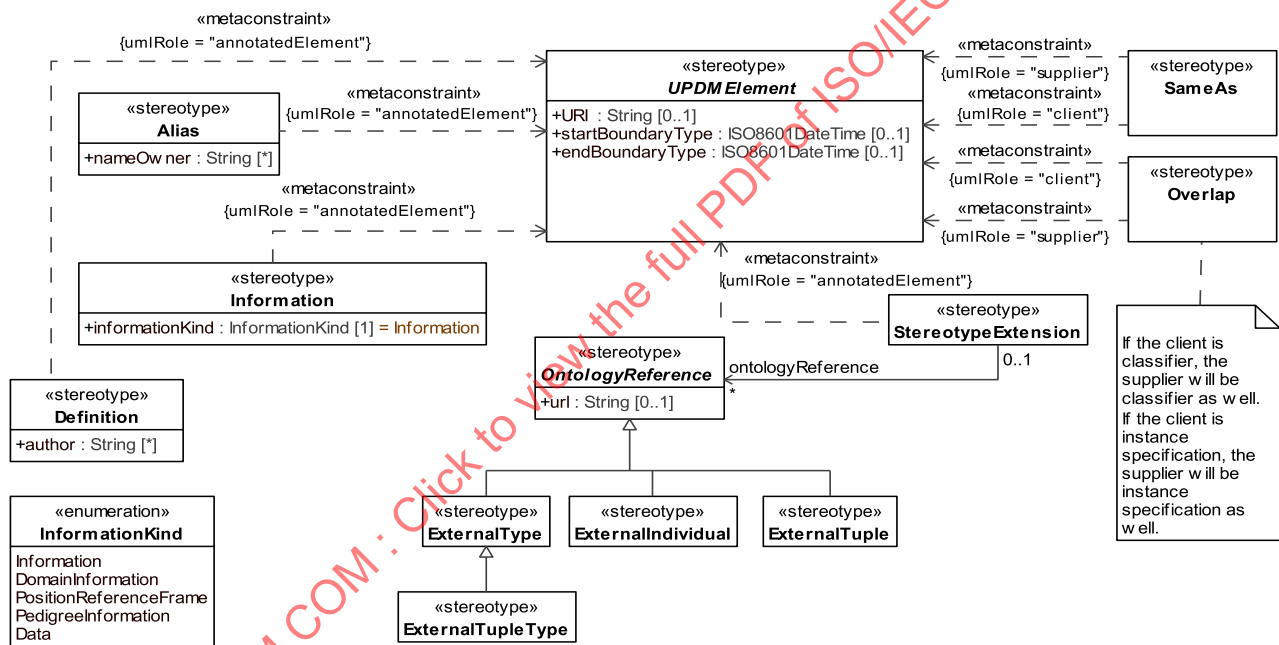 «metaconstraint»
{umlRole = "annotatedElement"}
«stereotype»
Alias
+nameOwner : String [*]
«metaconstraint»
{umlRole = "annotatedElement"}
«metaconstraint»
{umlRole = "annotatedElement"}
«stereotype»
Information
+informationKind : InformationKind [1] = Information
«stereotype»
Definition
+author : String [*]
«enumeration»
InformationKind
Information
DomainInformation
PositionReferenceFrame
PedigreeInformation
Data
«stereotype»
UPDMElement
+URI : String [0..1]
+startBoundaryType : ISO8601DateTime [0..1]
+endBoundaryType : ISO8601DateTime [0..1]
«metaconstraint»
{umlRole = "supplier"}
«metaconstraint»
{umlRole = "client"}
«stereotype»
SameAs
«metaconstraint»
{umlRole = "client"}
«metaconstraint»
{umlRole = "supplier"}
«stereotype»
Overlap
«metaconstraint»
{umlRole = "annotatedElement"}
«stereotype»
StereotypeExtension
0..1
ontologyReference
*
«stereotype»
OntologyReference
+url : String [0..1]
«stereotype»
ExternalType
«stereotype»
ExternalIndividual
«stereotype»
ExternalTuple
«stereotype»
ExternalTupleType
If the client is
classifier, the
supplier will be
classifier as well.
If the client is
instance
specification, the
supplier will be
instance
specification as
well.
M.COM : Click to view the full PDF of ISO/IEC